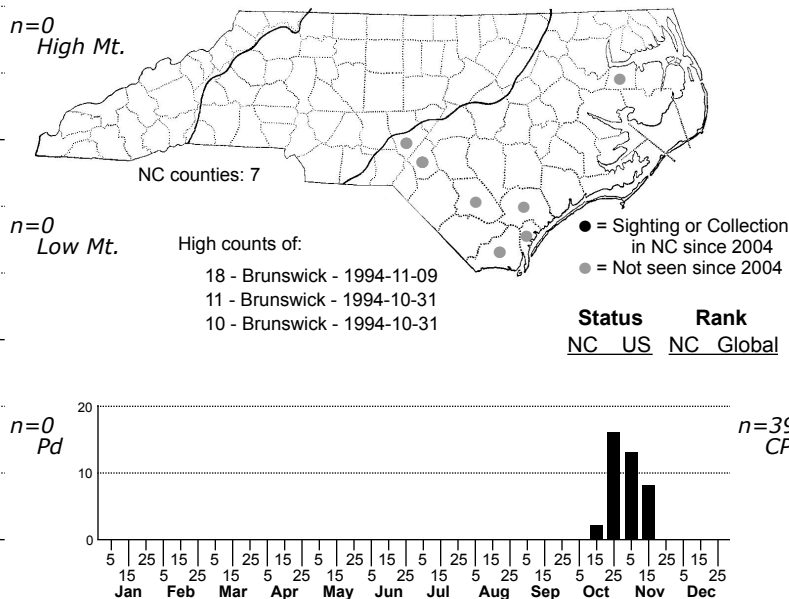 n=0
High Mt.
NC counties: 7
n=0
Low Mt.
High counts of:
18 - Brunswick - 1994-11-09
11 - Brunswick - 1994-10-31
10 - Brunswick - 1994-10-31
= Sighting or Collection
in NC since 2004
= Not seen since 2004
Status Rank
NC US NC Global
n=0
Pd
20
10
0
n=39
5 25 15 5 25 15 5 25 15 5 25 15 5 25 15 5 25 15
15 5 25 15 5 25 15 5 25 15 5 25 15 5 25 15 5 25
Jan Feb Mar Apr May Jun Jul Aug Sep Oct Nov Dec